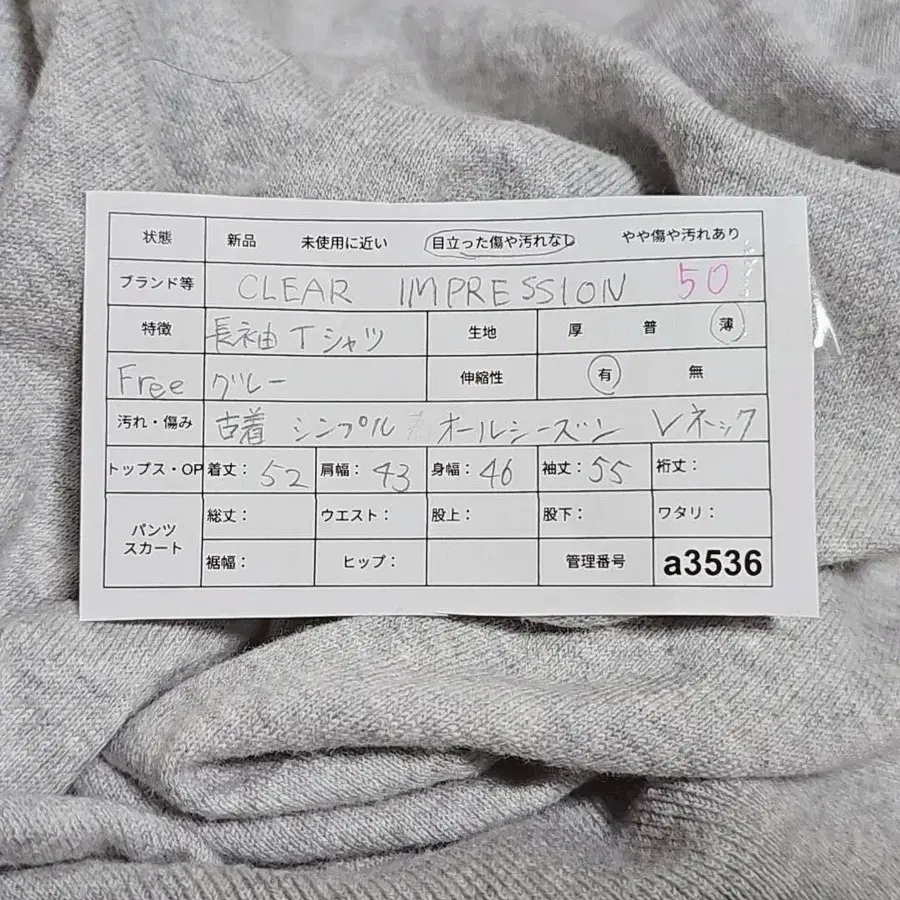 状態 新品 未使用に近い 目立った傷や汚れなし やや傷や汚れあり
ブランド等 CLEAR IMPRESSION 50
特徴 長袖Tシャツ 生地 厚 普 薄
Free グレー 伸縮性 有 無
汚れ・傷み 古着 シンプル オールシーズン Vネック
トップス・OP 着丈: 52 肩幅: 43 身幅: 46 袖丈: 55 裄丈:
パンツ スカート 総丈: ウエスト: 股上: 股下: ワタリ:
裾幅: ヒップ: 管理番号 a3536